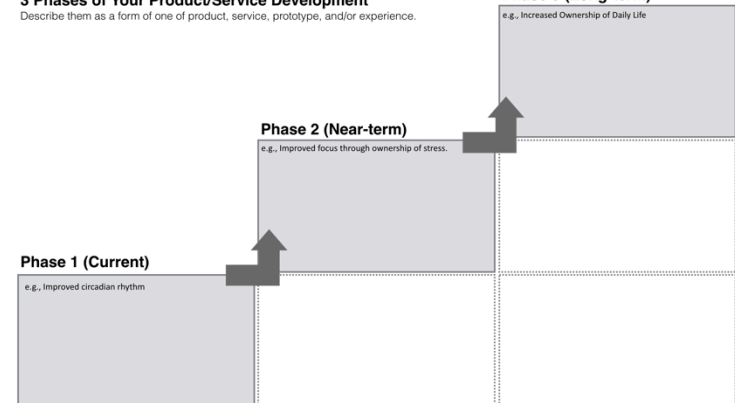 3 Phases of Your Product/Service Development
Describe them as a form of one of product, service, prototype, and/or experience.
e.g., Increased Ownership of Daily Life
Phase 2 (Near-term)
e.g., Improved focus through ownership of stress.
Phase 1 (Current)
e.g., Improved circadian rhythm